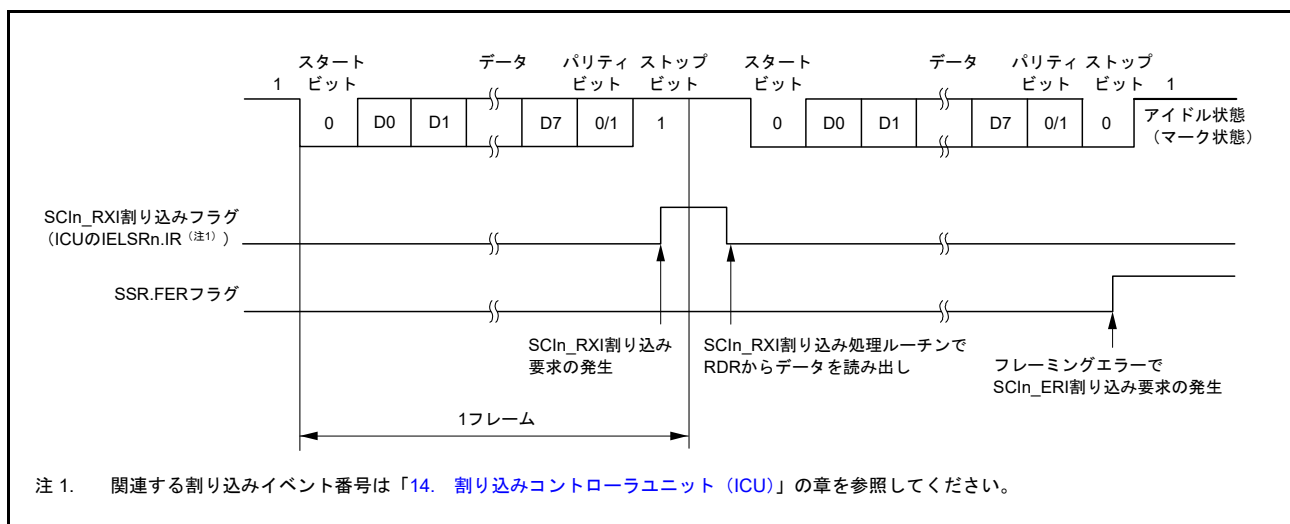 スタート データ パリティ ストップ スタート データ パリティ ストップ
1 ビット ビット ビット ビット ビット ビット 1
0 D0 D1 D7 0/1 1 0 D0 D1 D7 0/1 0 アイドル状態
（マーク状態）
SCIn_RXI割り込みフラグ
（ICUのIELSRn.IR（注1））
SSR.FERフラグ
SCIn_RXI割り込み
要求の発生
SCIn_RXI割り込み処理ルーチンで
RDRからデータを読み出し
フレーミングエラーで
SCIn_ERI割り込み要求の発生
1フレーム
注 1. 関連する割り込みイベント番号は「14. 割り込みコントローラユニット（ICU）」の章を参照してください。